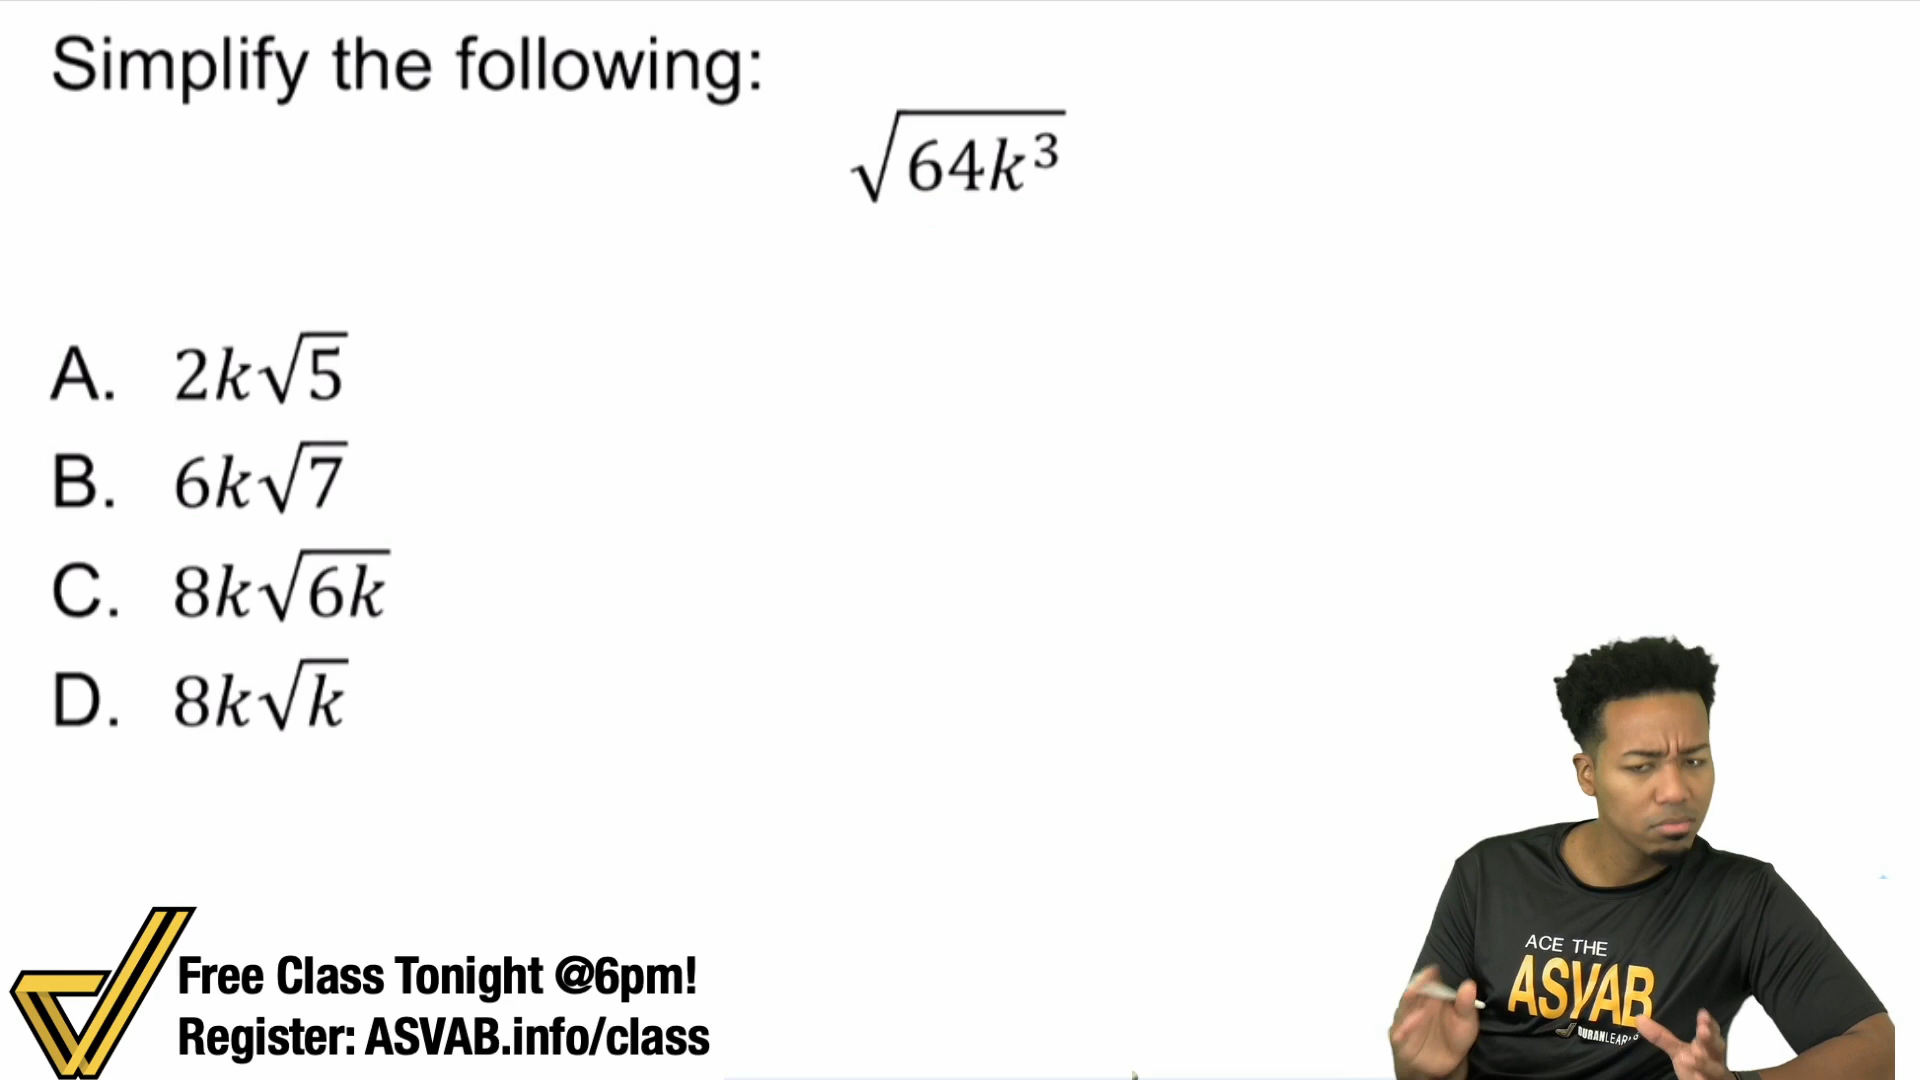 Simplify the following:
√64k³
A. 2k√5
B. 6k√7
C. 8k√6k
D. 8k√k
Free Class Tonight @6pm!
Register: ASVAB.info/class
ACE THE
ASVAB